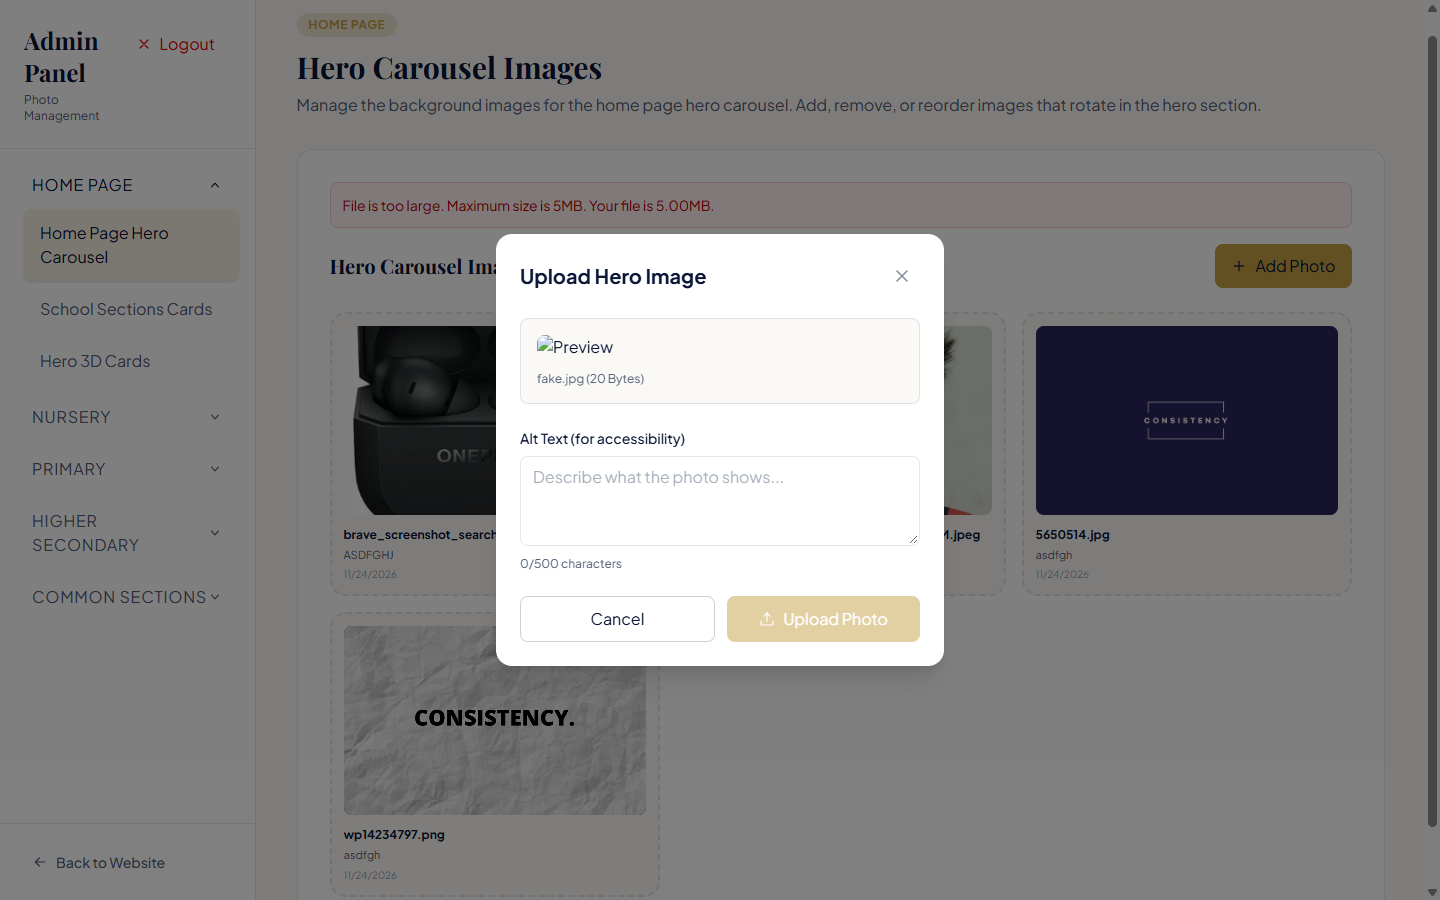 Admin
Panel
Photo
Management
Logout
HOME PAGE
Home Page Hero
Carousel
School Sections Cards
Hero 3D Cards
NURSERY
PRIMARY
HIGHER
SECONDARY
COMMON SECTIONS
Back to Website
HOME PAGE
Hero Carousel Images
Manage the background images for the home page hero carousel. Add, remove, or reorder images that rotate in the hero section.
File is too large. Maximum size is 5MB. Your file is 5.00MB.
Hero Carousel
Add Photo
Upload Hero Image
Preview
fake.jpg (20 Bytes)
Alt Text (for accessibility)
Describe what the photo shows...
0/500 characters
Cancel
Upload Photo
brave_screenshot_search
ASDFGHJ
11/24/2026
.jpeg
CONSISTENCY
5650514.jpg
asdfgh
11/24/2026
CONSISTENCY.
wp14234797.png
asdfgh
11/24/2026